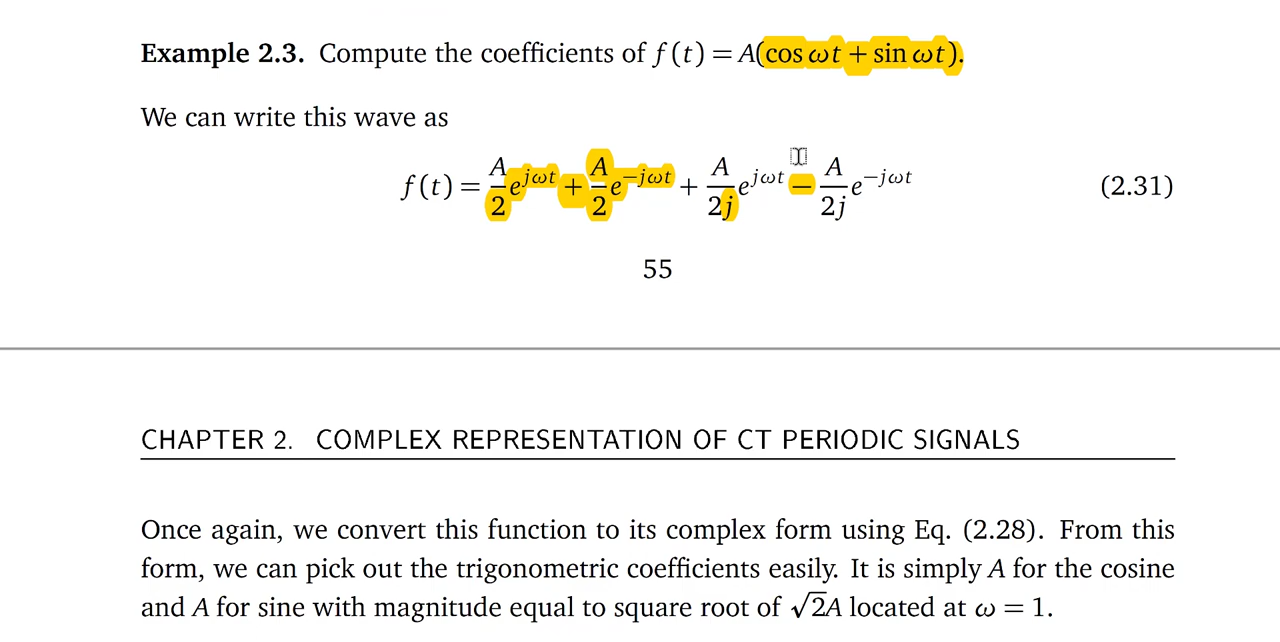 Example 2.3. Compute the coefficients of f(t) = A(cos ωt + sin ωt).
We can write this wave as
f(t) = A/2 e^{jωt} + A/2 e^{−jωt} + A/2j e^{jωt} − A/2j e^{−jωt} (2.31)
55
CHAPTER 2. COMPLEX REPRESENTATION OF CT PERIODIC SIGNALS
Once again, we convert this function to its complex form using Eq. (2.28). From this
form, we can pick out the trigonometric coefficients easily. It is simply A for the cosine
and A for sine with magnitude equal to square root of √2A located at ω = 1.